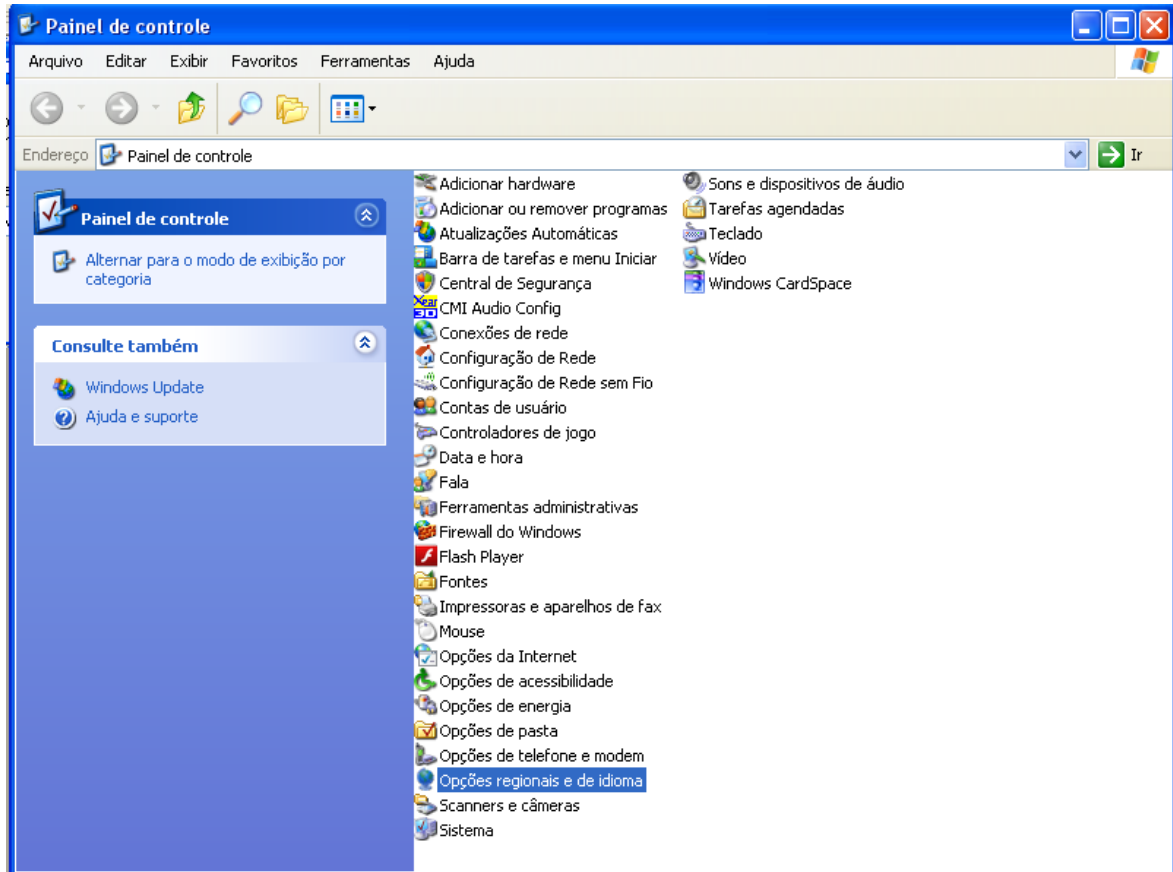 Painel de controle
Arquivo Editar Exibir Favoritos Ferramentas Ajuda
Endereço Painel de controle Ir
Painel de controle
Alternar para o modo de exibição por
categoria
Consulte também
Windows Update
Ajuda e suporte
Adicionar hardware
Adicionar ou remover programas
Atualizações Automáticas
Barra de tarefas e menu Iniciar
Central de Segurança
Xear
3D
CMI Audio Config
Conexões de rede
Configuração de Rede
Configuração de Rede sem Fio
Contas de usuário
Controladores de jogo
Data e hora
Fala
Ferramentas administrativas
Firewall do Windows
Flash Player
Fontes
Impressoras e aparelhos de fax
Mouse
Opções da Internet
Opções de acessibilidade
Opções de energia
Opções de pasta
Opções de telefone e modem
Opções regionais e de idioma
Scanners e câmeras
Sistema
Sons e dispositivos de áudio
Tarefas agendadas
Teclado
Vídeo
Windows CardSpace